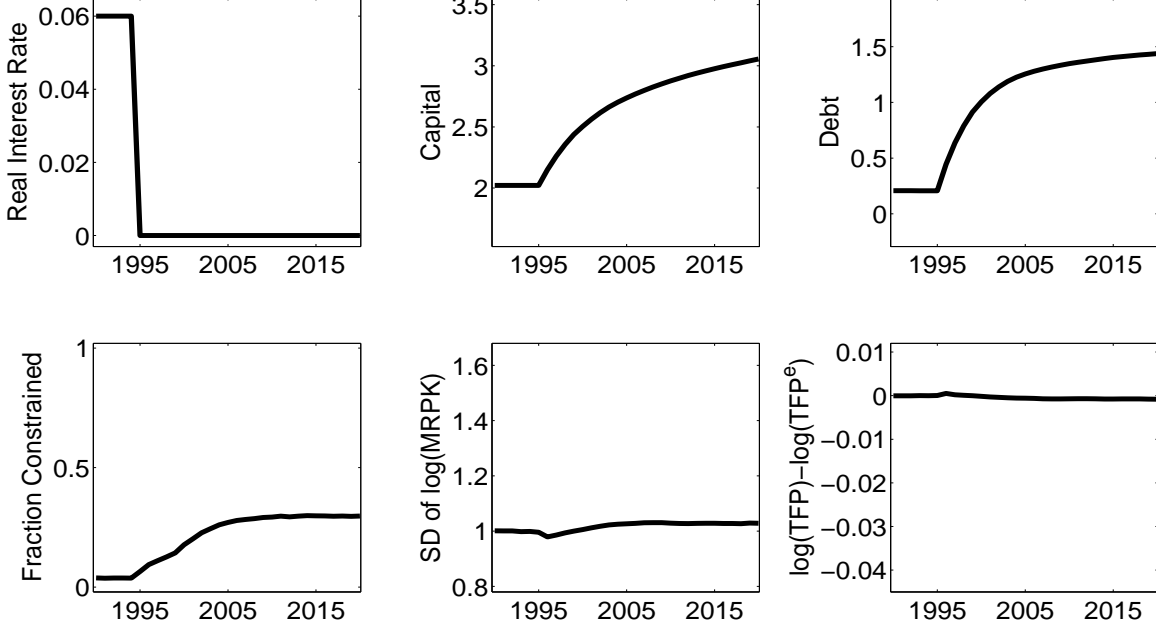 Real Interest Rate
0.06
0.04
0.02
0
1995 2005 2015
Capital
3.5
3
2.5
2
1995 2005 2015
Debt
1.5
1
0.5
0
1995 2005 2015
Fraction Constrained
1
0.5
0
1995 2005 2015
SD of log(MRPK)
1.6
1.4
1.2
1
0.8
1995 2005 2015
log(TFP)−log(TFPᵉ)
0.01
0
−0.01
−0.02
−0.03
−0.04
1995 2005 2015